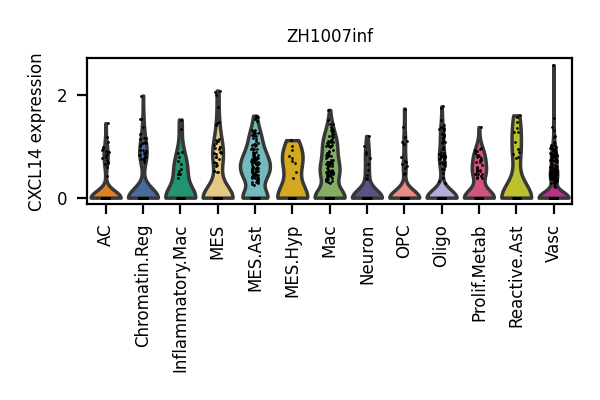 ZH1007inf
CXCL14 expression
2
0
AC
Chromatin.Reg
Inflammatory.Mac
MES
MES.Ast
MES.Hyp
Mac
Neuron
OPC
Oligo
Prolif.Metab
Reactive.Ast
Vasc